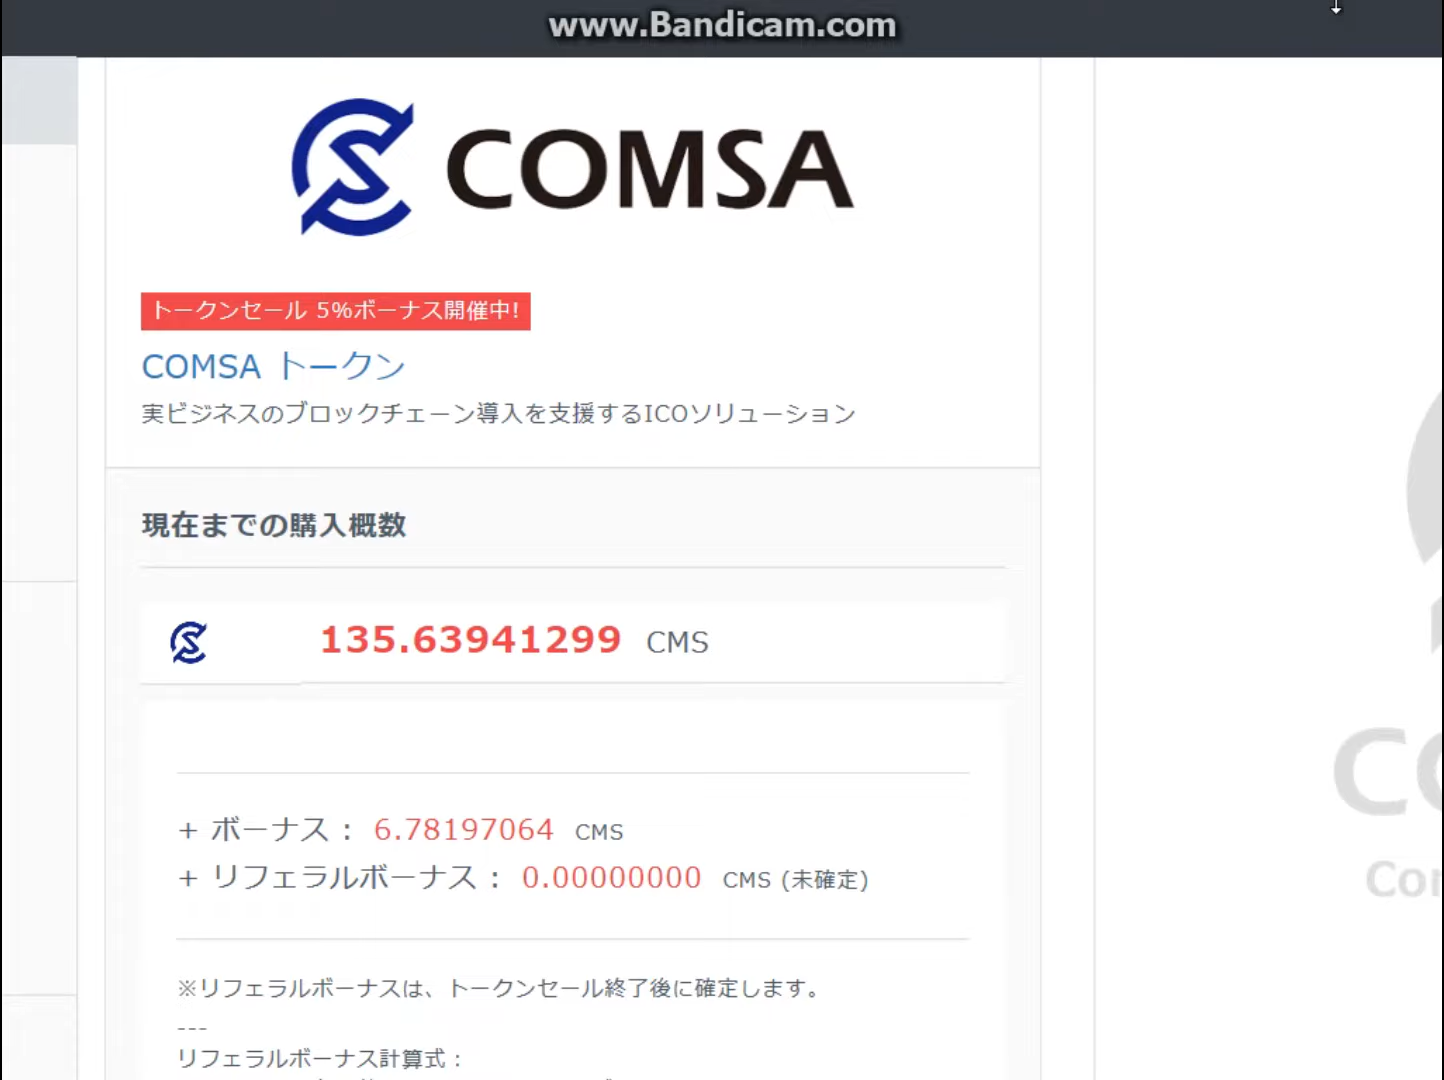 www.Bandicam.com
COMSA
トークンセール 5%ボーナス開催中!
COMSA トークン
実ビジネスのブロックチェーン導入を支援するICOソリューション
現在までの購入概数
135.63941299 CMS
+ ボーナス : 6.78197064 CMS
+ リフェラルボーナス : 0.00000000 CMS (未確定)
※リフェラルボーナスは、トークンセール終了後に確定します。
---
リフェラルボーナス計算式 :